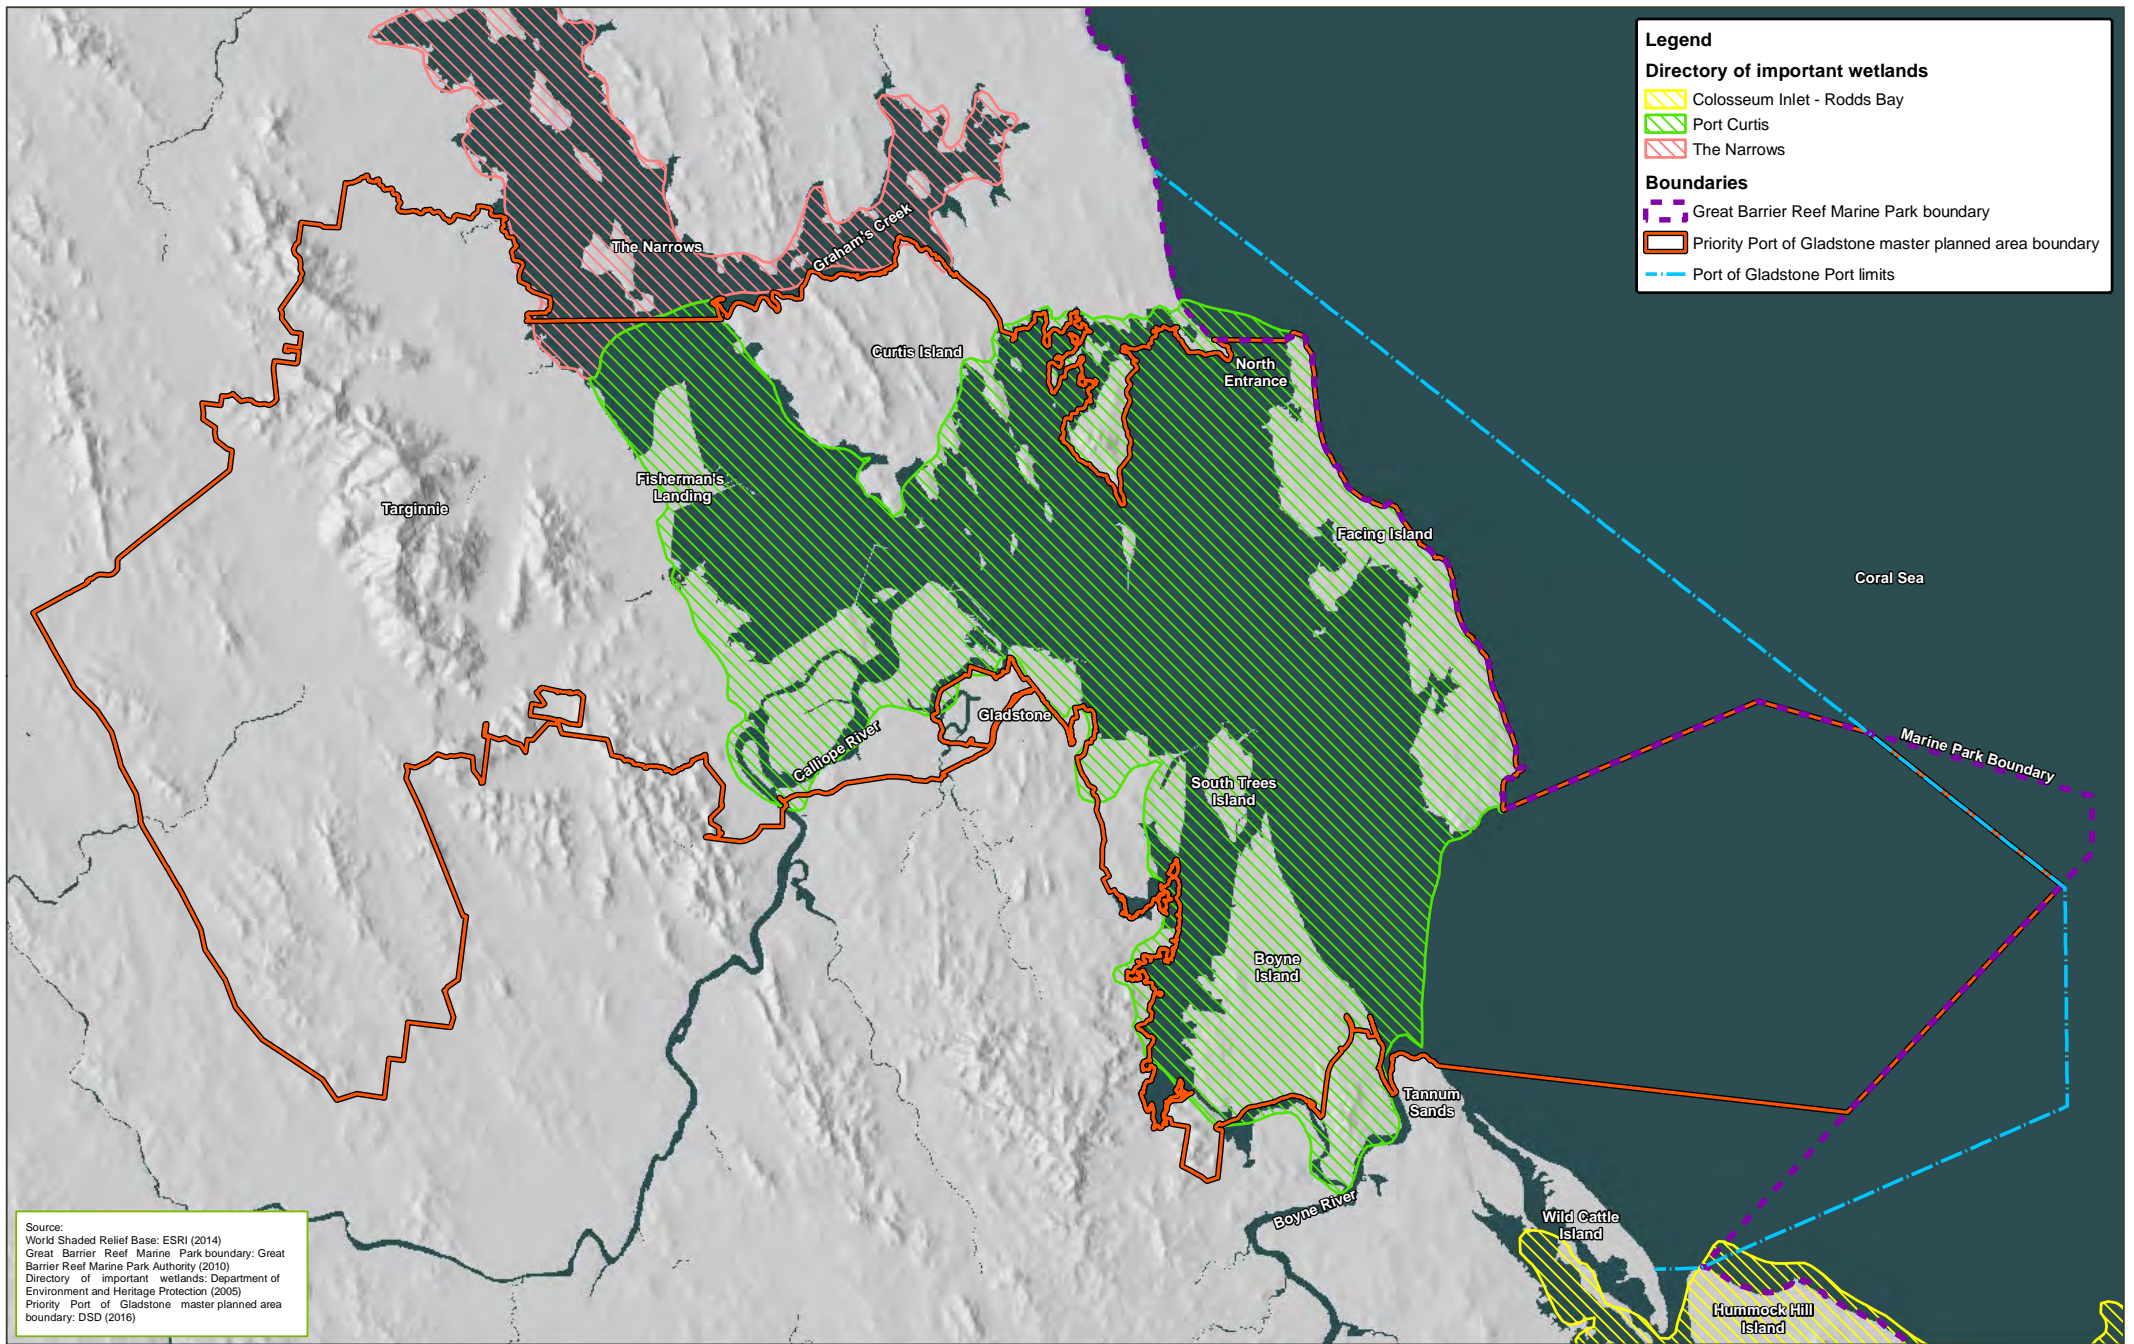 Legend
Directory of important wetlands
Colosseum Inlet - Rodds Bay
Port Curtis
The Narrows
Boundaries
Great Barrier Reef Marine Park boundary
Priority Port of Gladstone master planned area boundary
Port of Gladstone Port limits
The Narrows
Graham's Creek
Curtis Island
North
Entrance
Fisherman's
Landing
Targinnie
Facing Island
Coral Sea
Gladstone
Calliope River
Marine Park Boundary
South Trees
Island
Boyne
Island
Tannum
Sands
Boyne River
Wild Cattle
Island
Hummock Hill
Island
Source:
World Shaded Relief Base: ESRI (2014)
Great Barrier Reef Marine Park boundary: Great
Barrier Reef Marine Park Authority (2010)
Directory of important wetlands: Department of
Environment and Heritage Protection (2005)
Priority Port of Gladstone master planned area
boundary: DSD (2016)